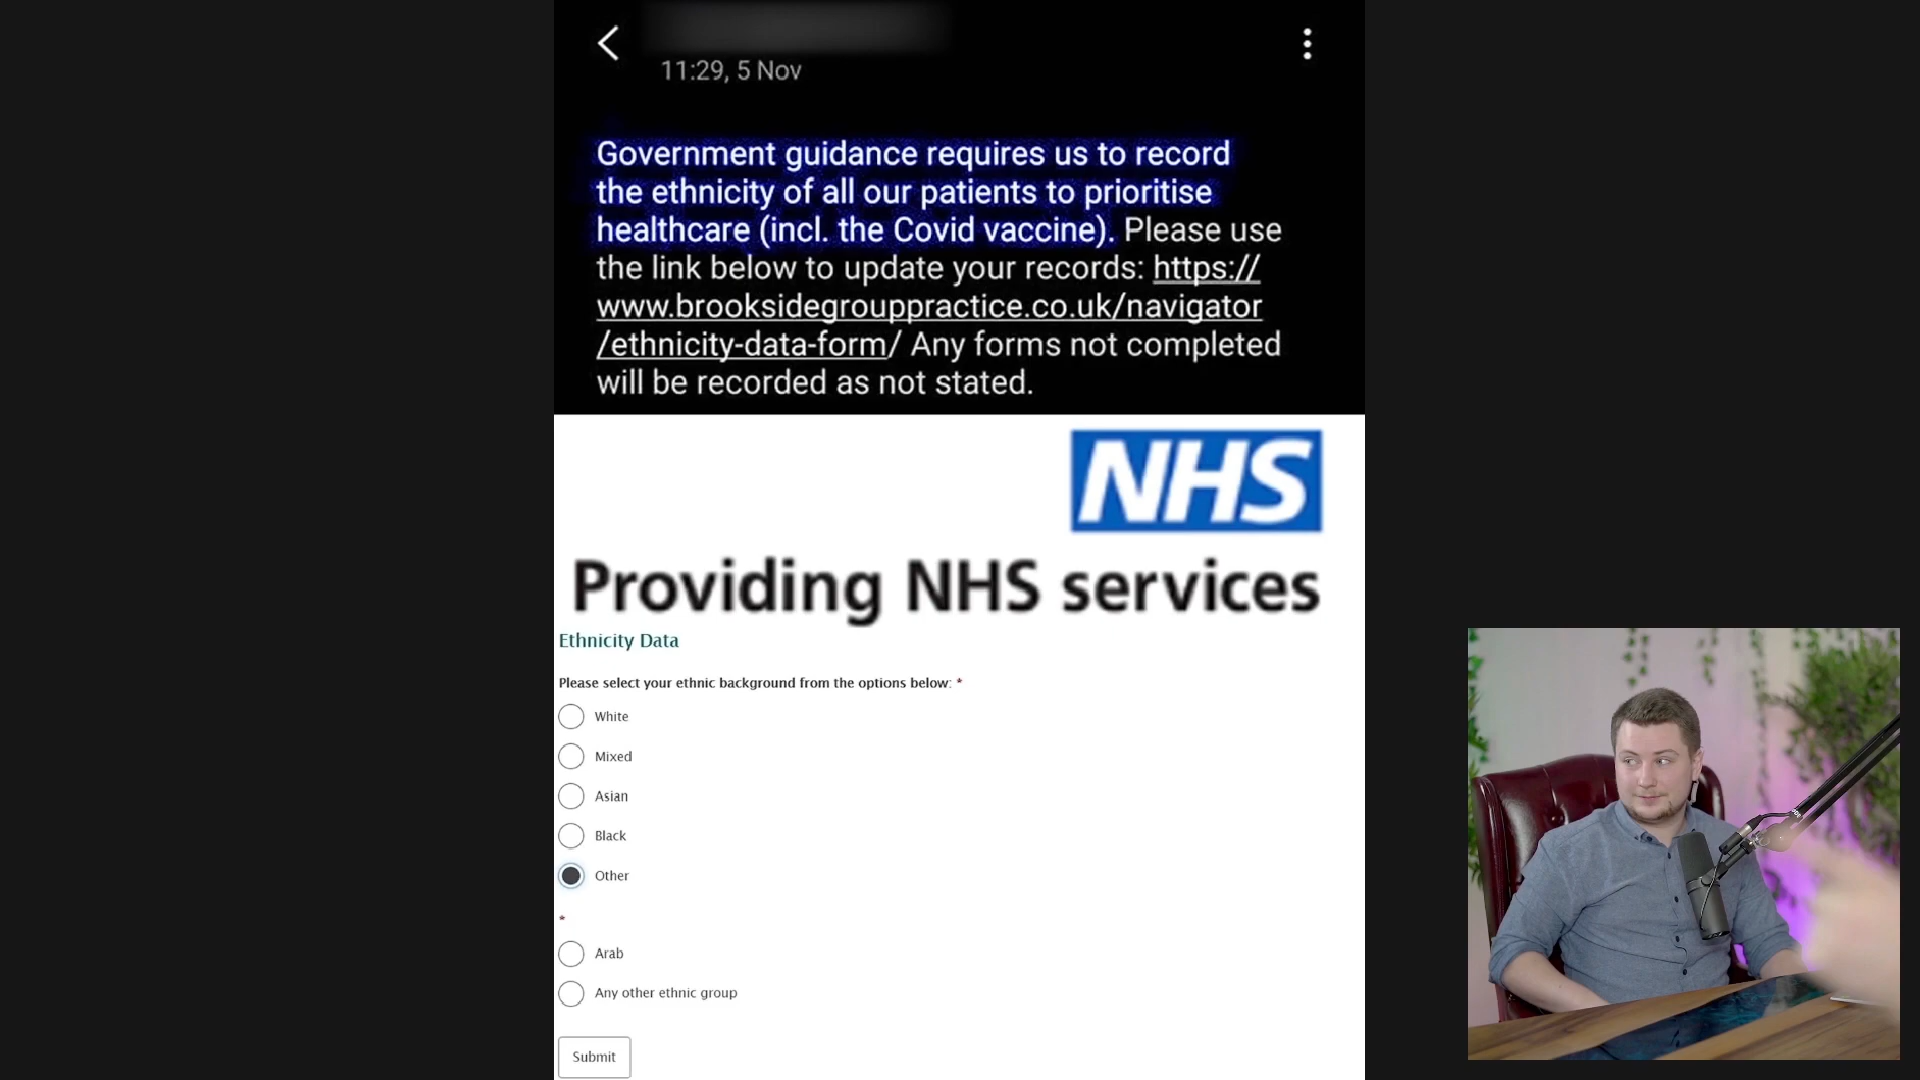 11:29, 5 Nov
Government guidance requires us to record
the ethnicity of all our patients to prioritise
healthcare (incl. the Covid vaccine). Please use
the link below to update your records: https://
www.brooksidegrouppractice.co.uk/navigator
/ethnicity-data-form/ Any forms not completed
will be recorded as not stated.
NHS
Providing NHS services
Ethnicity Data
Please select your ethnic background from the options below: *
White
Mixed
Asian
Black
Other
*
Arab
Any other ethnic group
Submit